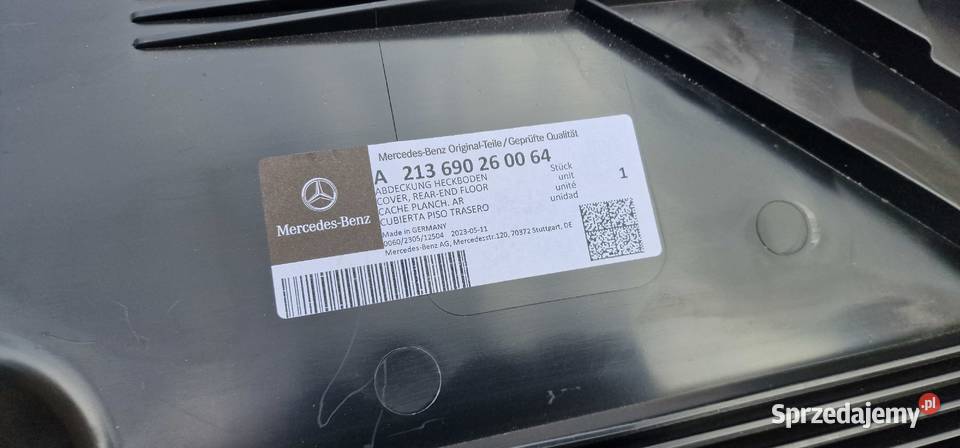 Mercedes-Benz Original-Teile/Geprüfte Qualität
A 213 690 26 00 64
ABDECKUNG HECKBODEN
COVER, REAR-END FLOOR
CACHE PLANCH. AR
CUBIERTA PISO TRASERO
Stück
unit
unité
unidad
1
Made in GERMANY
0060/2305/12504 2023-05-11
Mercedes-Benz AG, Mercedesstr.120, 70372 Stuttgart, DE
Mercedes-Benz
Sprzedajemy.pl